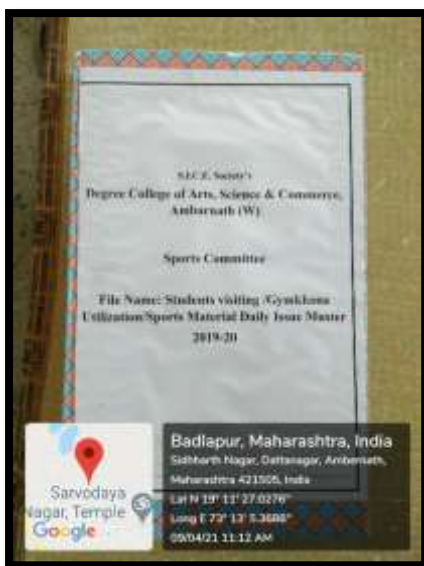 S.I.C.E. Society's
Degree College of Arts, Science & Commerce,
Ambarnath (W)
Sports Committee
File Name: Students visiting /Gymkhana
Utilization/Sports Material Daily Issue Muster
2019-20
Sarvodaya
Nagar, Temple
Google
Badlapur, Maharashtra, India
Sidhharth Nagar, Dattanagar, Ambernath,
Maharashtra 421505, India
Lat N 19° 11' 27.0276"
Long E 73° 13' 5.3688"
09/04/21 11:12 AM